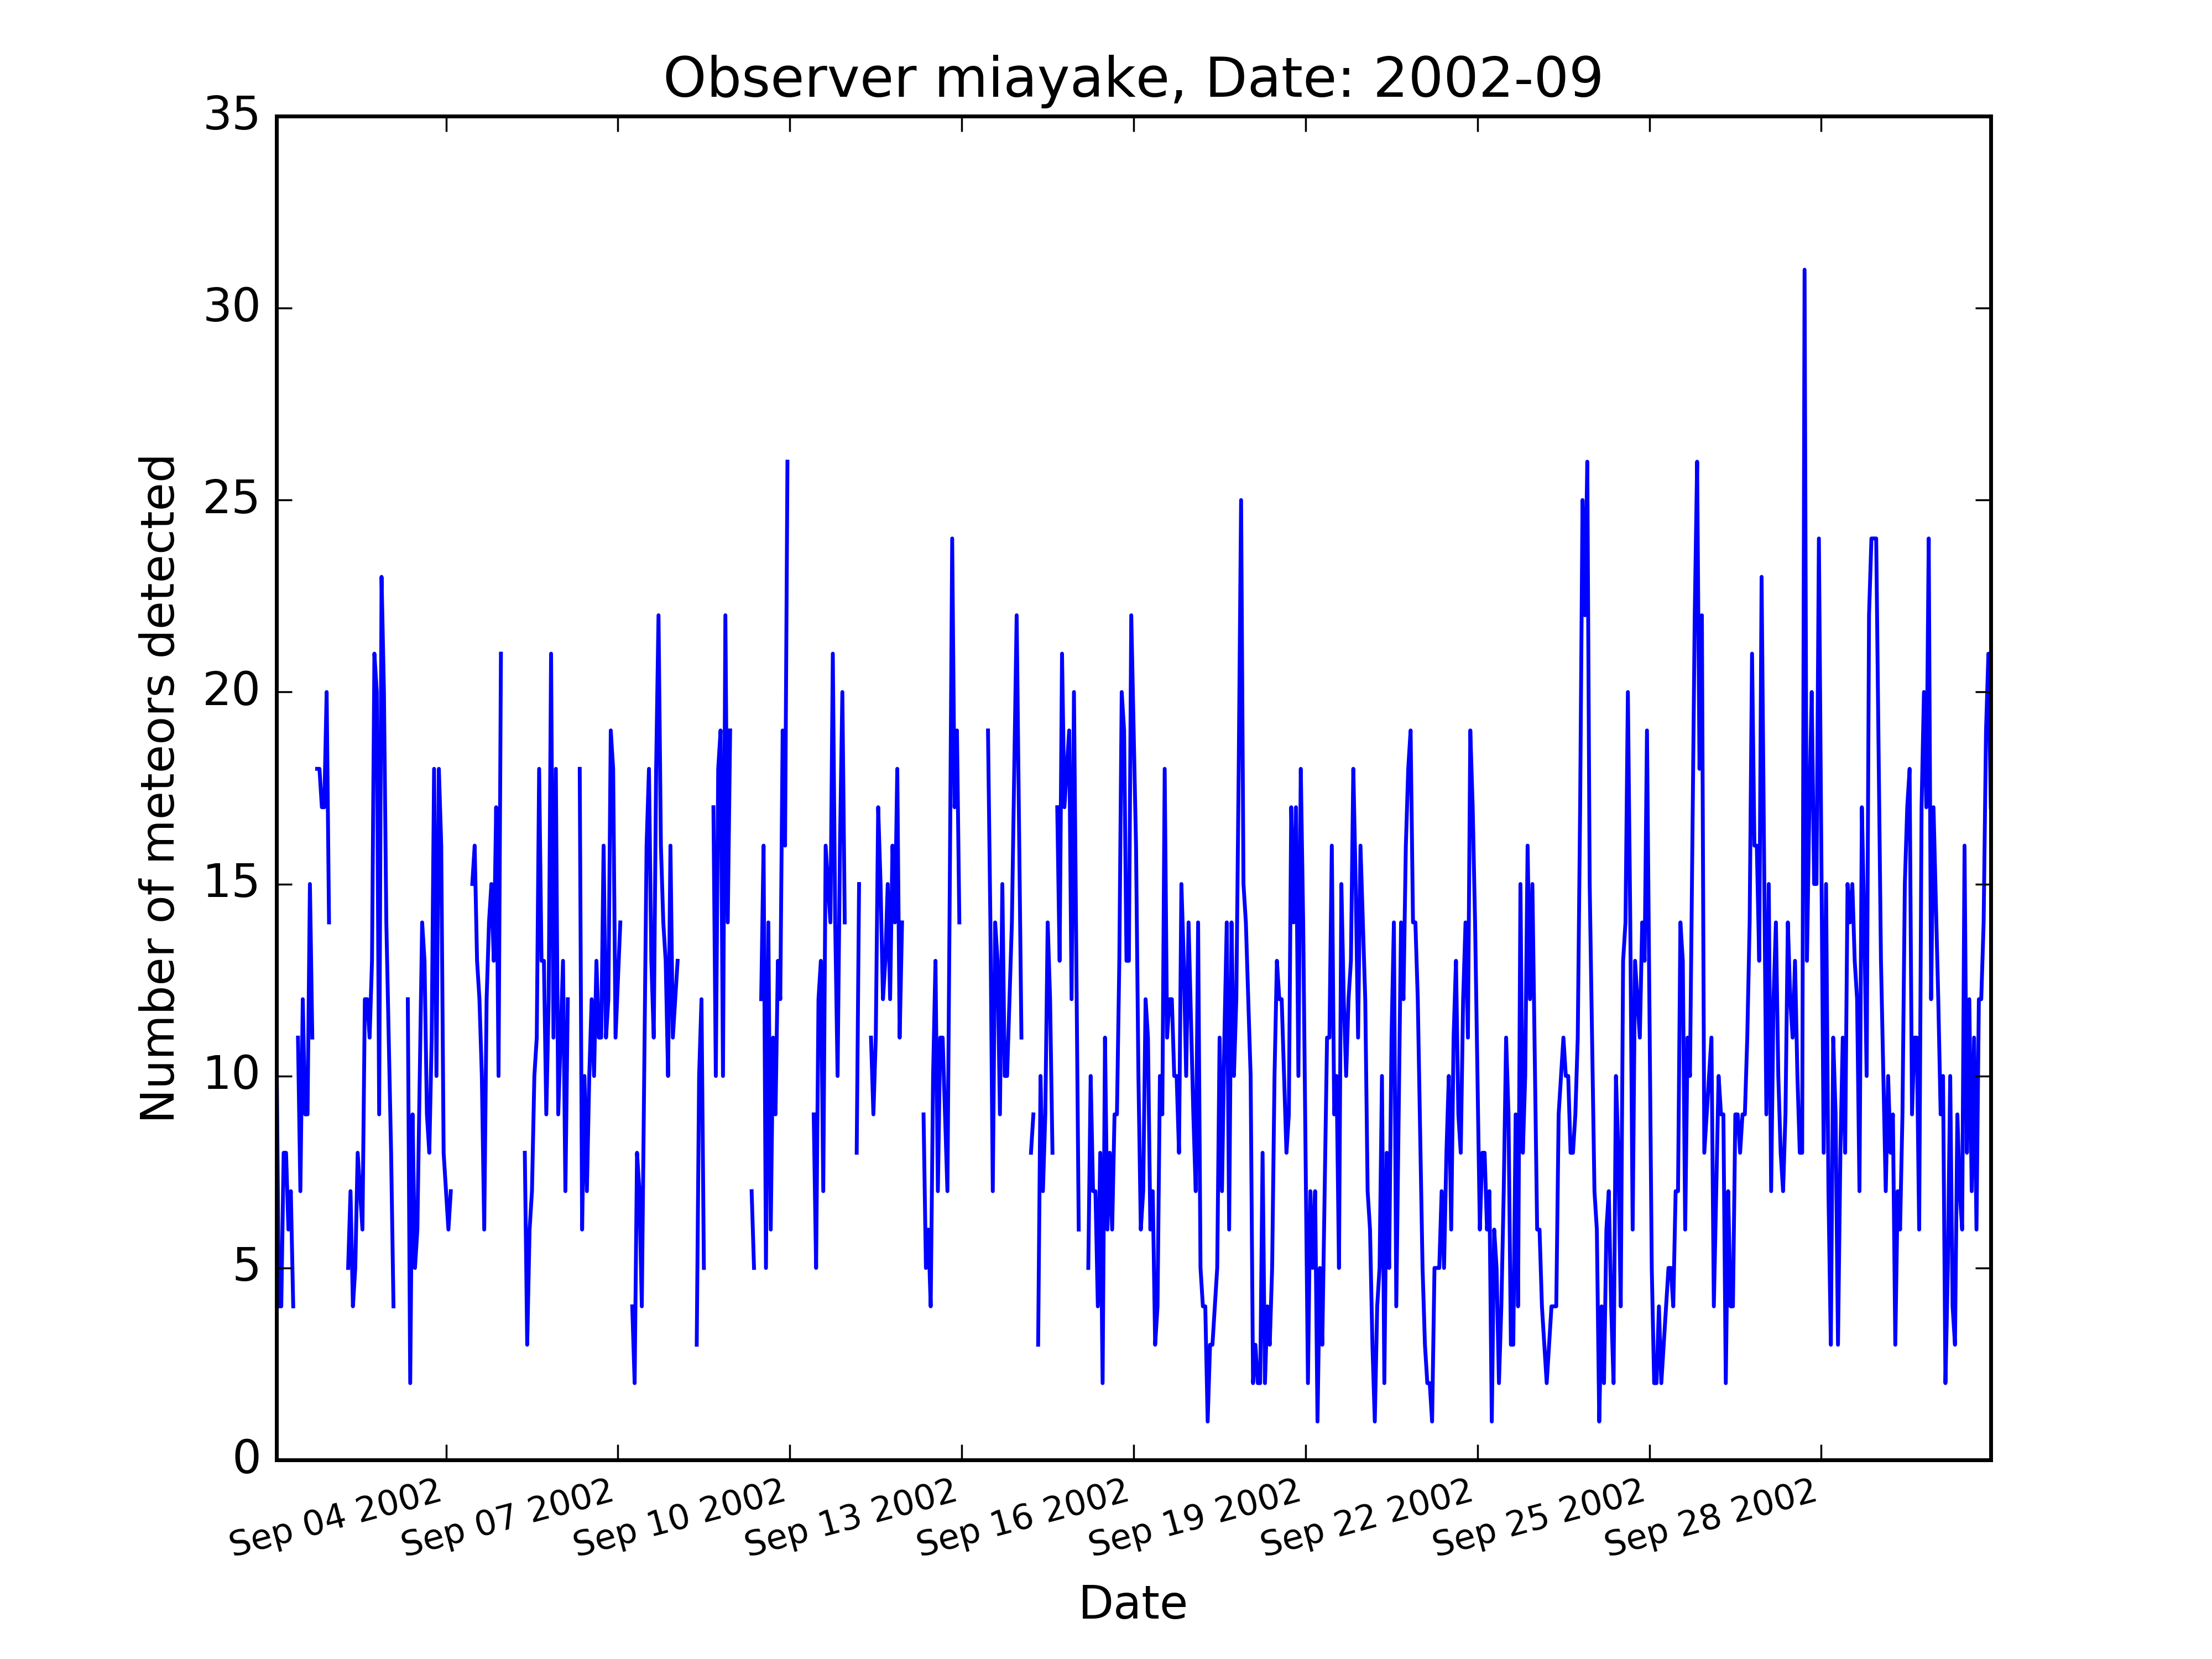 Observer miayake, Date: 2002-09
35
30
25
20
15
10
5
0
Number of meteors detected
Sep 04 2002
Sep 07 2002
Sep 10 2002
Sep 13 2002
Sep 16 2002
Sep 19 2002
Sep 22 2002
Sep 25 2002
Sep 28 2002
Date